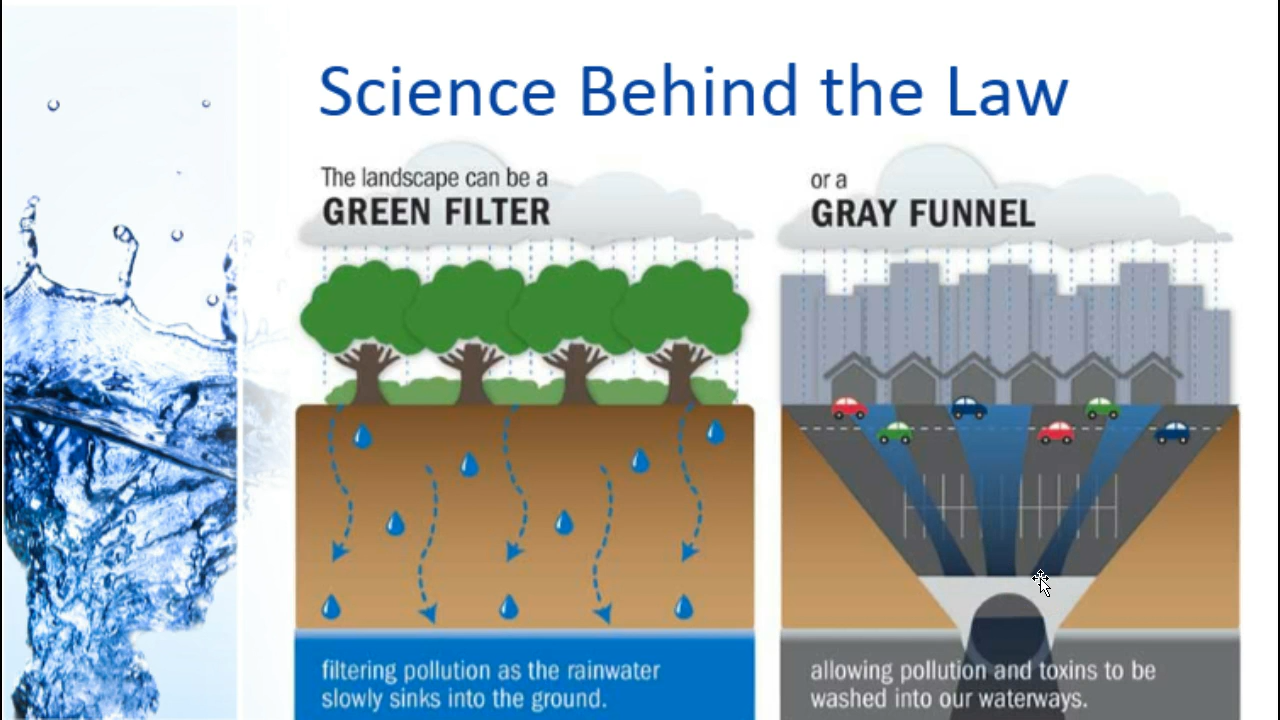 Science Behind the Law
The landscape can be a
GREEN FILTER
or a
GRAY FUNNEL
filtering pollution as the rainwater
slowly sinks into the ground.
allowing pollution and toxins to be
washed into our waterways.